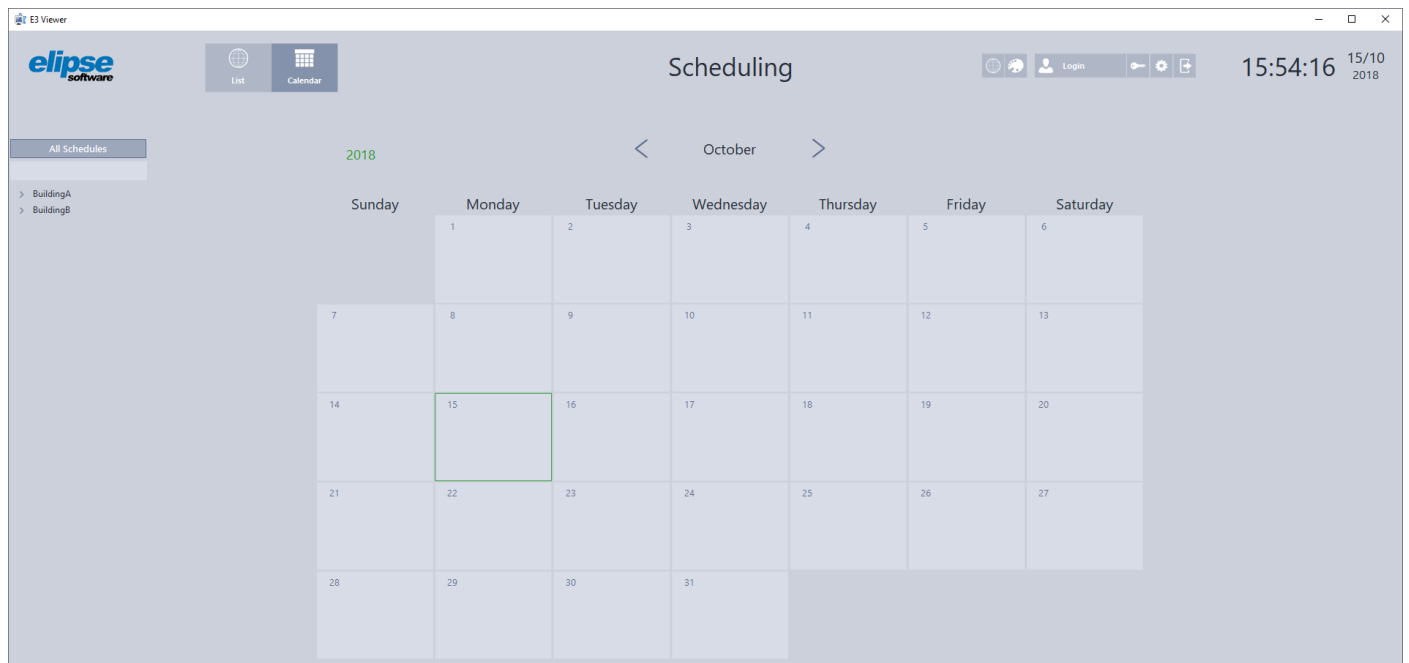 E3 Viewer
elipse
software
List
Calendar
Scheduling
Login
15:54:16
15/10
2018
All Schedules
BuildingA
BuildingB
2018
October
Sunday Monday Tuesday Wednesday Thursday Friday Saturday
1 2 3 4 5 6
7 8 9 10 11 12 13
14 15 16 17 18 19 20
21 22 23 24 25 26 27
28 29 30 31